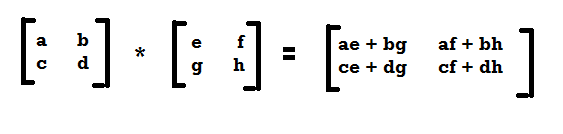 [a b] * [e f] = [ae + bg af + bh]
[c d] [g h] [ce + dg cf + dh]